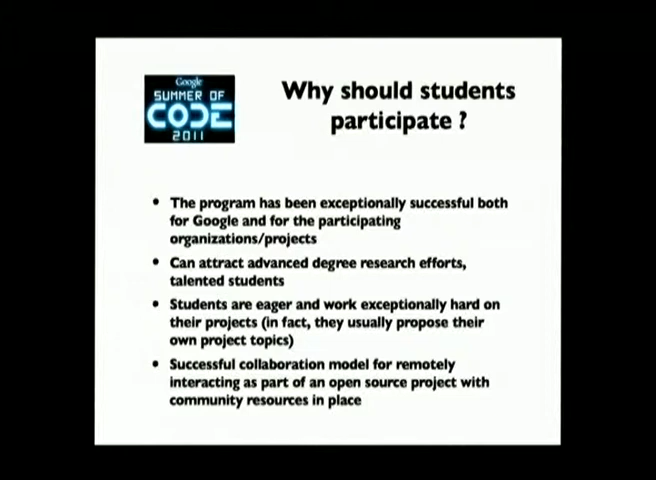 Google
SUMMER OF
CODE
2011
Why should students
participate ?
• The program has been exceptionally successful both
for Google and for the participating
organizations/projects
• Can attract advanced degree research efforts,
talented students
• Students are eager and work exceptionally hard on
their projects (in fact, they usually propose their
own project topics)
• Successful collaboration model for remotely
interacting as part of an open source project with
community resources in place